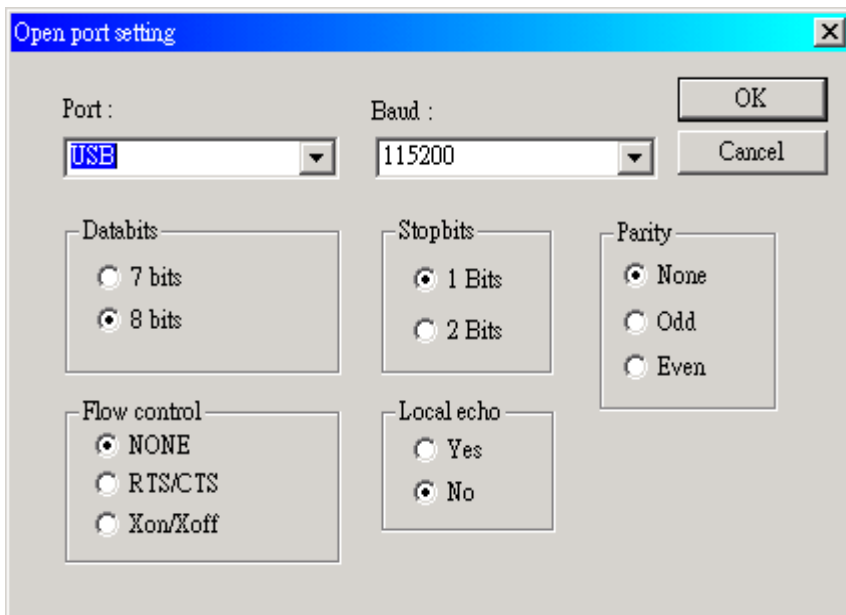 Open port setting
Port :
Baud :
OK
USB
115200
Cancel
Databits
7 bits
8 bits
Stopbits
1 Bits
2 Bits
Parity
None
Odd
Even
Flow control
NONE
RTS/CTS
Xon/Xoff
Local echo
Yes
No